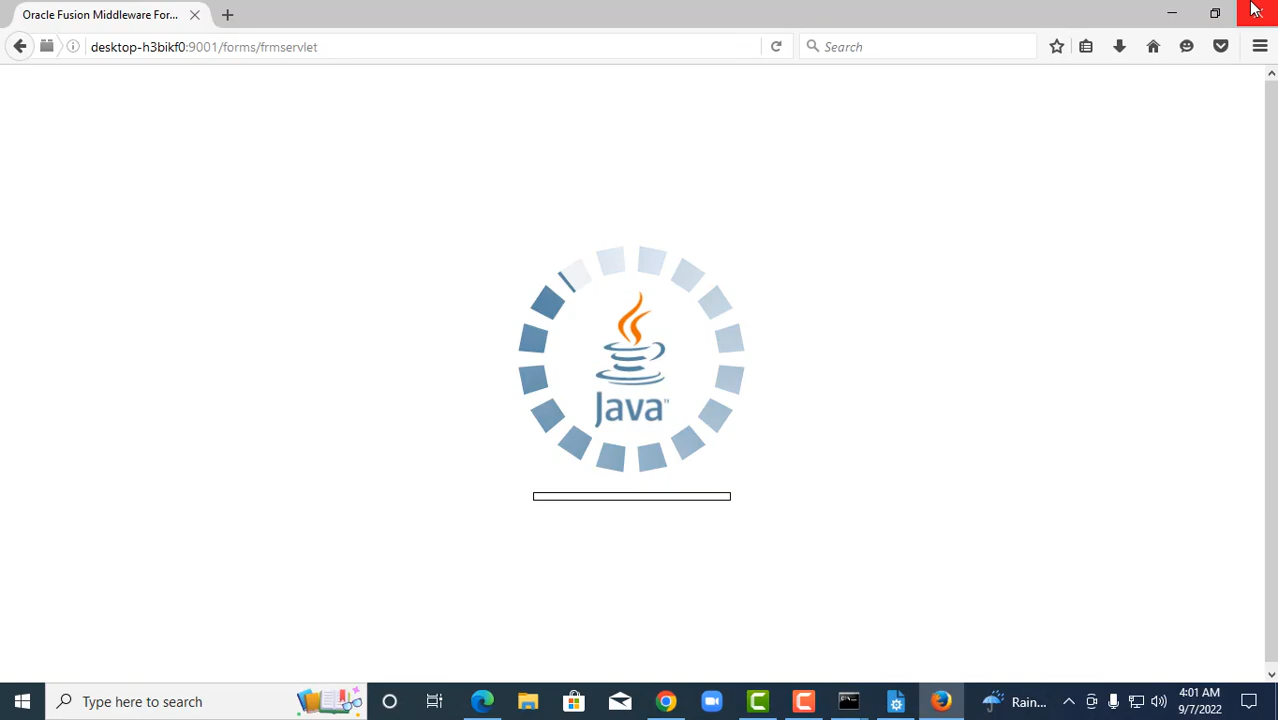 Oracle Fusion Middleware For...
desktop-h3bikf0:9001/forms/frmservlet
Search
Java™
Type here to search
Rain...
4:01 AM
9/7/2022